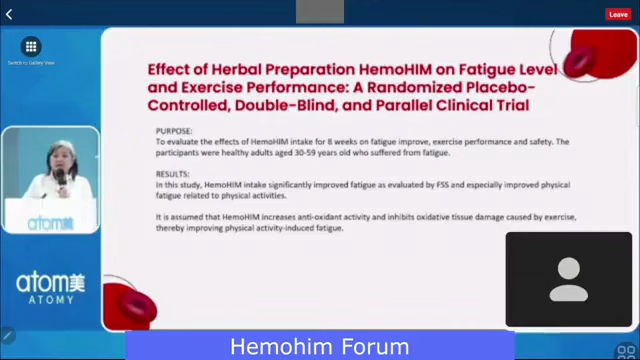 Leave
Switch to Gallery View
Effect of Herbal Preparation HemoHIM on Fatigue Level
and Exercise Performance: A Randomized Placebo-
Controlled, Double-Blind, and Parallel Clinical Trial
PURPOSE:
To evaluate the effects of HemoHIM intake for 8 weeks on fatigue improve, exercise performance and safety. The
participants were healthy adults aged 30-59 years old who suffered from fatigue.
RESULTS:
In this study, HemoHIM intake significantly improved fatigue as evaluated by FSS and especially improved physical
fatigue related to physical activities.
It is assumed that HemoHIM increases anti-oxidant activity and inhibits oxidative tissue damage caused by exercise,
thereby improving physical activity-induced fatigue.
atom美
atom美
ATOMY
Hemohim Forum